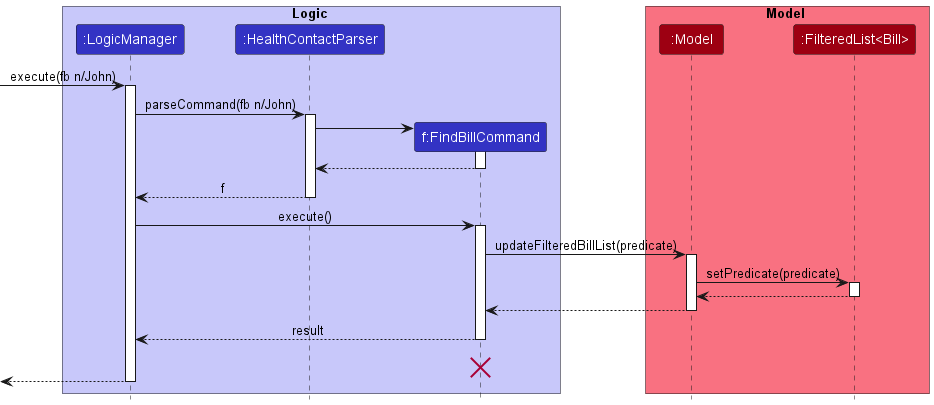 Logic
Model
:LogicManager
:HealthContactParser
:Model
:FilteredList<Bill>
execute(fb n/John)
parseCommand(fb n/John)
f:FindBillCommand
f
execute()
updateFilteredBillList(predicate)
setPredicate(predicate)
result